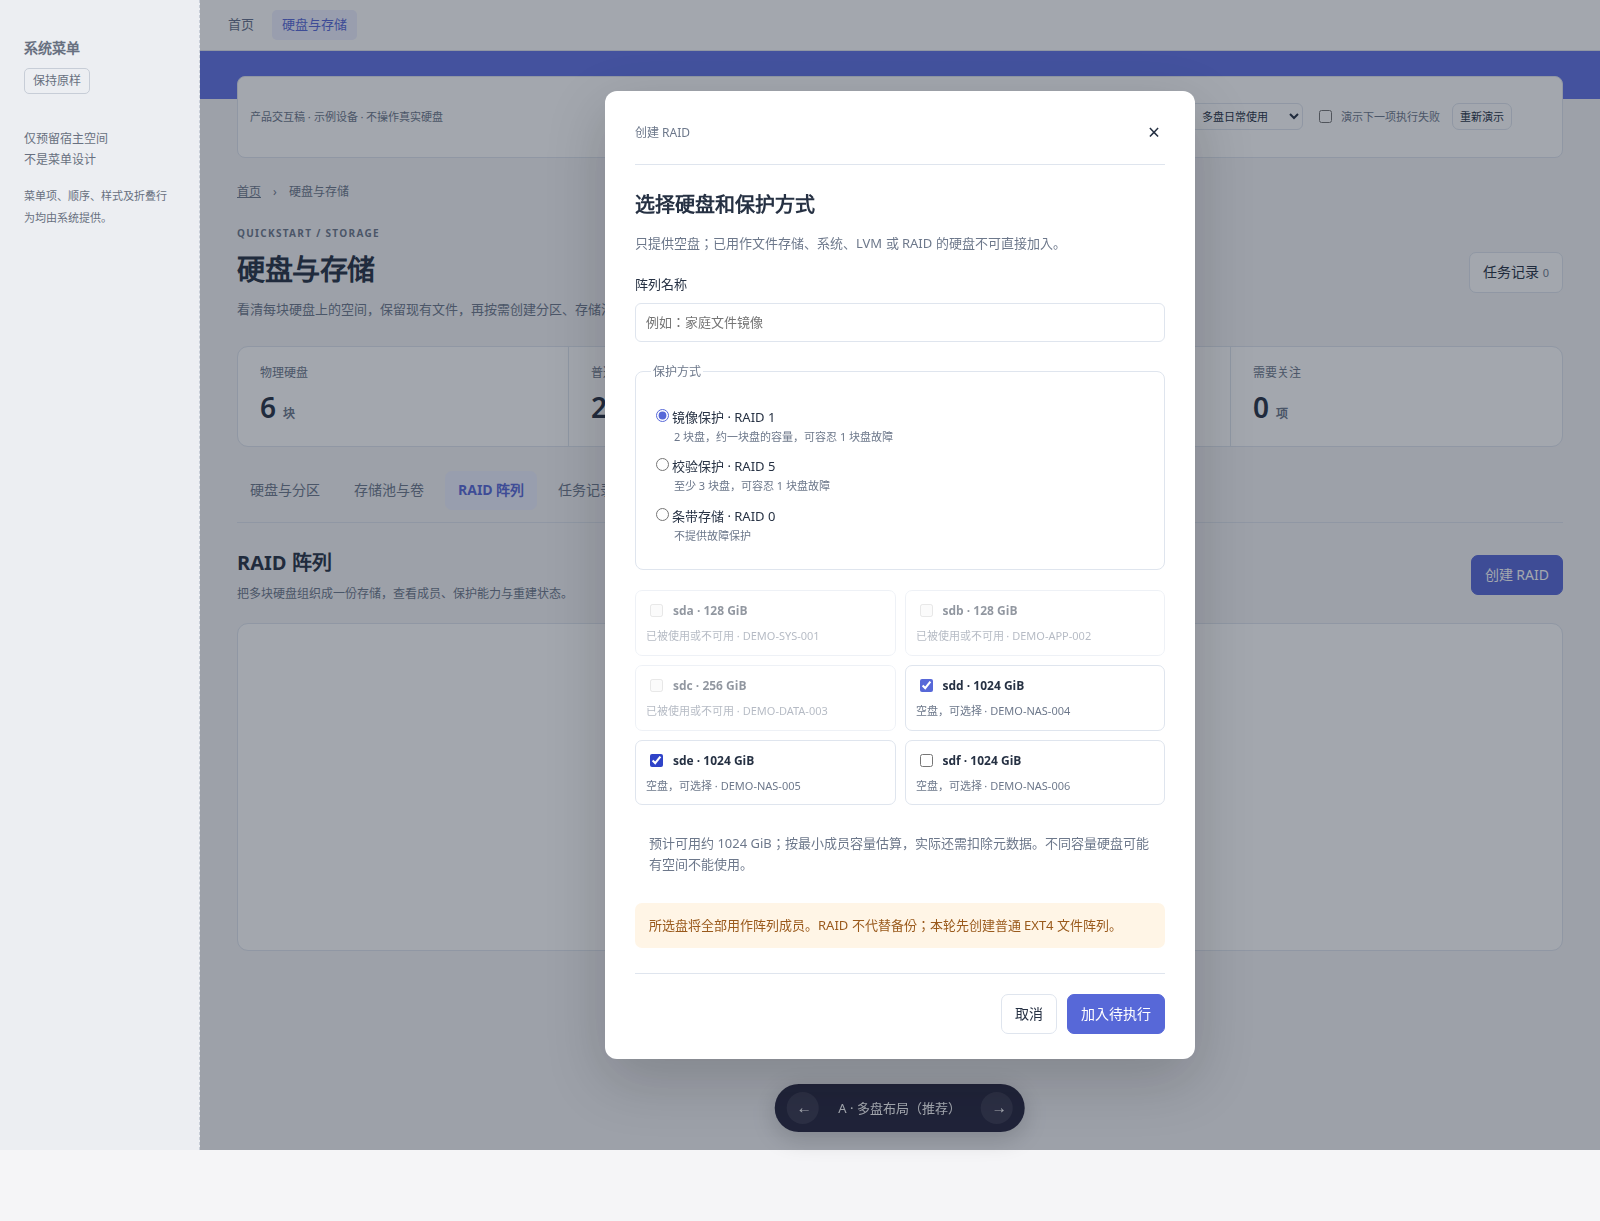 系统菜单
保持原样
仅预留宿主空间
不是菜单设计
菜单项、顺序、样式及折叠行
为均由系统提供。
首页
硬盘与存储
产品交互稿 · 示例设备 · 不操作真实硬盘
多盘日常使用
演示下一项执行失败
重新演示
首页 › 硬盘与存储
QUICKSTART / STORAGE
硬盘与存储
看清每块硬盘上的空间，保留现有文件，再按需创建分区、存储
任务记录 0
物理硬盘
6 块
普
2
需要关注
0 项
硬盘与分区
存储池与卷
RAID 阵列
任务记
RAID 阵列
把多块硬盘组织成一份存储，查看成员、保护能力与重建状态。
创建 RAID
创建 RAID
×
选择硬盘和保护方式
只提供空盘；已用作文件存储、系统、LVM 或 RAID 的硬盘不可直接加入。
阵列名称
例如：家庭文件镜像
保护方式
镜像保护 · RAID 1
2 块盘，约一块盘的容量，可容忍 1 块盘故障
校验保护 · RAID 5
至少 3 块盘，可容忍 1 块盘故障
条带存储 · RAID 0
不提供故障保护
sda · 128 GiB
已被使用或不可用 · DEMO-SYS-001
sdb · 128 GiB
已被使用或不可用 · DEMO-APP-002
sdc · 256 GiB
已被使用或不可用 · DEMO-DATA-003
sdd · 1024 GiB
空盘，可选择 · DEMO-NAS-004
sde · 1024 GiB
空盘，可选择 · DEMO-NAS-005
sdf · 1024 GiB
空盘，可选择 · DEMO-NAS-006
预计可用约 1024 GiB；按最小成员容量估算，实际还需扣除元数据。不同容量硬盘可能
有空间不能使用。
所选盘将全部用作阵列成员。RAID 不代替备份；本轮先创建普通 EXT4 文件阵列。
取消
加入待执行
← A · 多盘布局（推荐） →